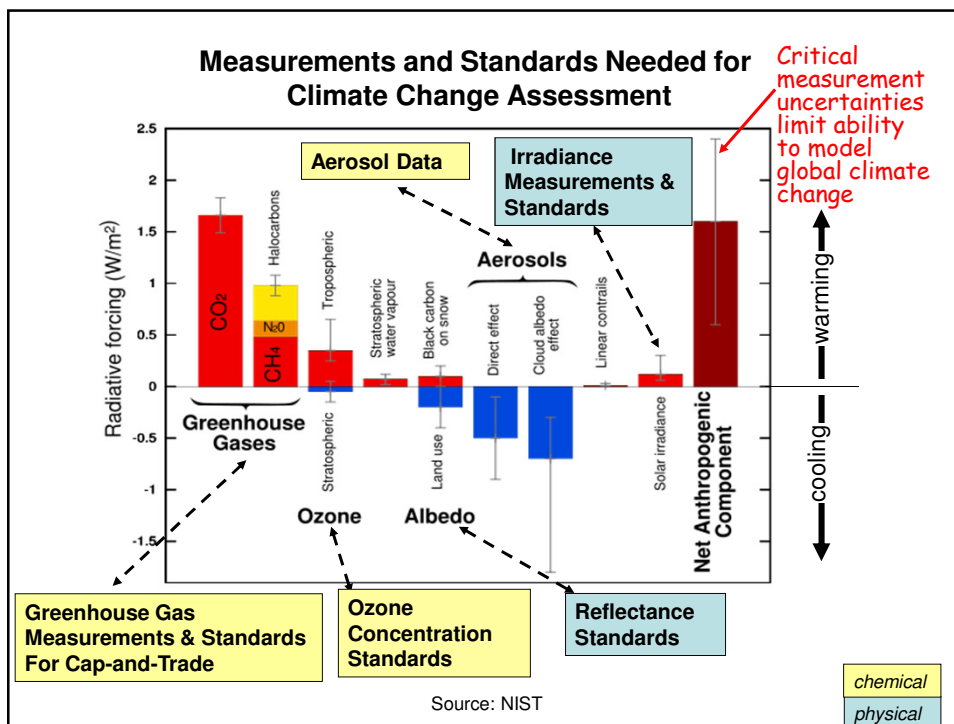 Measurements and Standards Needed for
Climate Change Assessment
Critical
measurement
uncertainties
limit ability
to model
global climate
change
Aerosol Data
Irradiance
Measurements &
Standards
Radiative forcing (W/m²)
2.5
2
1.5
1
0.5
0
-0.5
-1
-1.5
CO₂
Halocarbons
N₂0
CH₄
Greenhouse
Gases
Tropospheric
Stratospheric
Ozone
Stratospheric
water vapour
Black carbon
on snow
Land use
Albedo
Aerosols
Direct effect
Cloud albedo
effect
Linear contrails
Solar irradiance
Net Anthropogenic
Component
warming
cooling
Greenhouse Gas
Measurements & Standards
For Cap-and-Trade
Ozone
Concentration
Standards
Reflectance
Standards
Source: NIST
chemical
physical